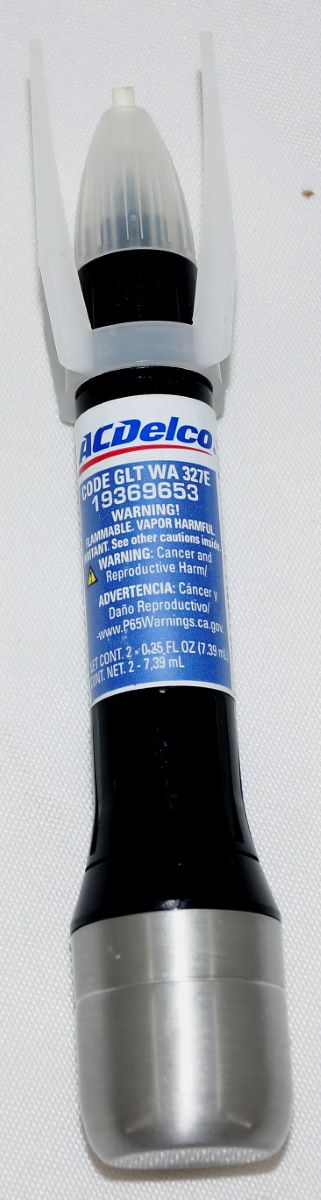 ACDelco
CODE GLT WA 327E
19369653
WARNING!
FLAMMABLE. VAPOR HARMFUL.
IRRITANT. See other cautions inside.
WARNING: Cancer and
Reproductive Harm/
ADVERTENCIA: Cáncer y
Daño Reproductivo/
-www.P65Warnings.ca.gov.
NET CONT. 2 - 0.25 FL OZ (7.39 mL)
CONT. NET. 2 - 7,39 mL